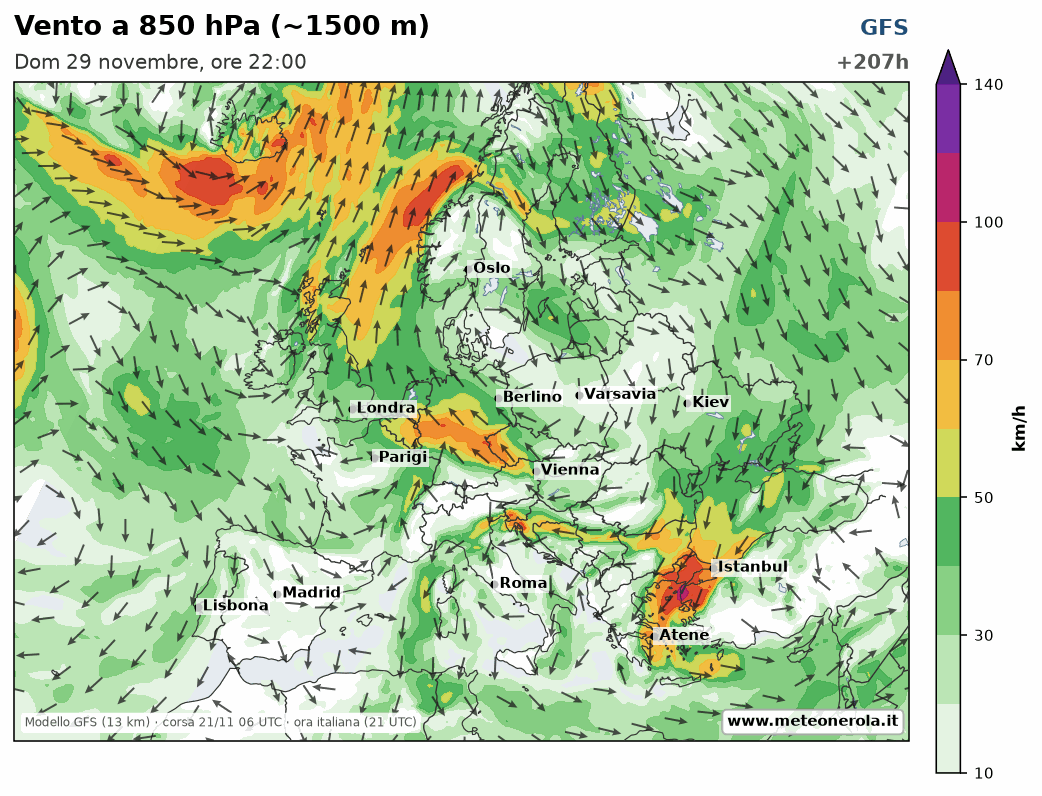 Vento a 850 hPa (~1500 m)
GFS
Dom 29 novembre, ore 22:00
+207h
140
100
70
50
30
10
km/h
Oslo
Berlino
Varsavia
Kiev
Londra
Parigi
Vienna
Istanbul
Roma
Madrid
Lisbona
Atene
Modello GFS (13 km) · corsa 21/11 06 UTC · ora italiana (21 UTC)
www.meteonerola.it